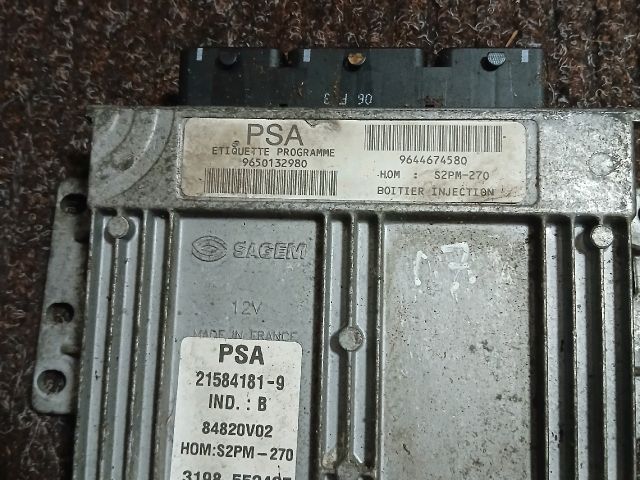 06 F 3
PSA
ETIQUETTE PROGRAMME
9650132980
9644674580
HOM : S2PM-270
BOITIER INJECTION
SAGEM
12V
MADE IN FRANCE
PSA
21584181-9
IND. : B
84820V02
HOM:S2PM-270